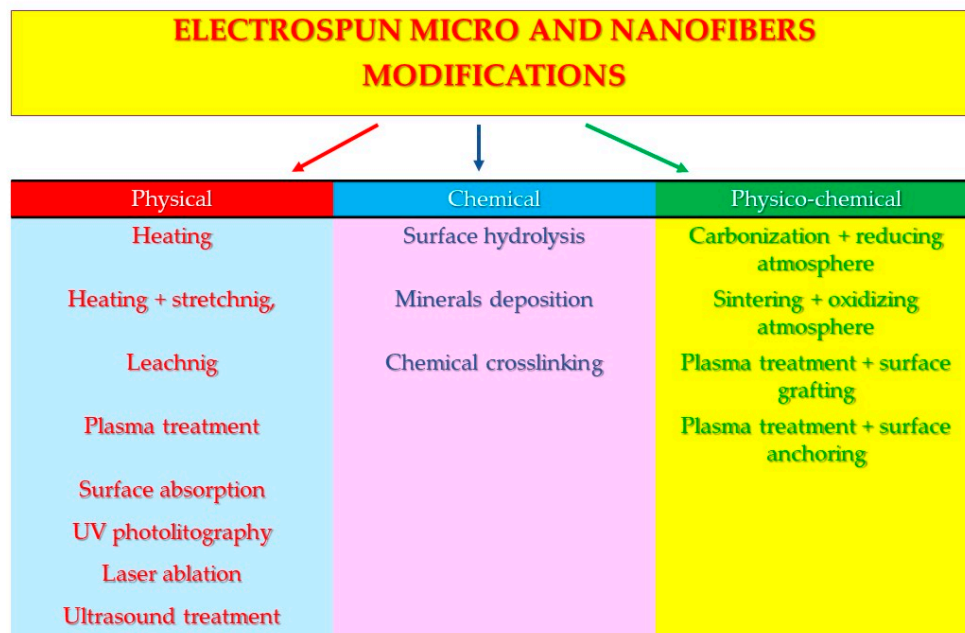 ELECTROSPUN MICRO AND NANOFIBERS
MODIFICATIONS
Physical
Chemical
Physico-chemical
Heating
Surface hydrolysis
Carbonization + reducing
atmosphere
Heating + stretchnig,
Minerals deposition
Sintering + oxidizing
atmosphere
Leachnig
Chemical crosslinking
Plasma treatment + surface
grafting
Plasma treatment
Plasma treatment + surface
anchoring
Surface absorption
UV photolitography
Laser ablation
Ultrasound treatment